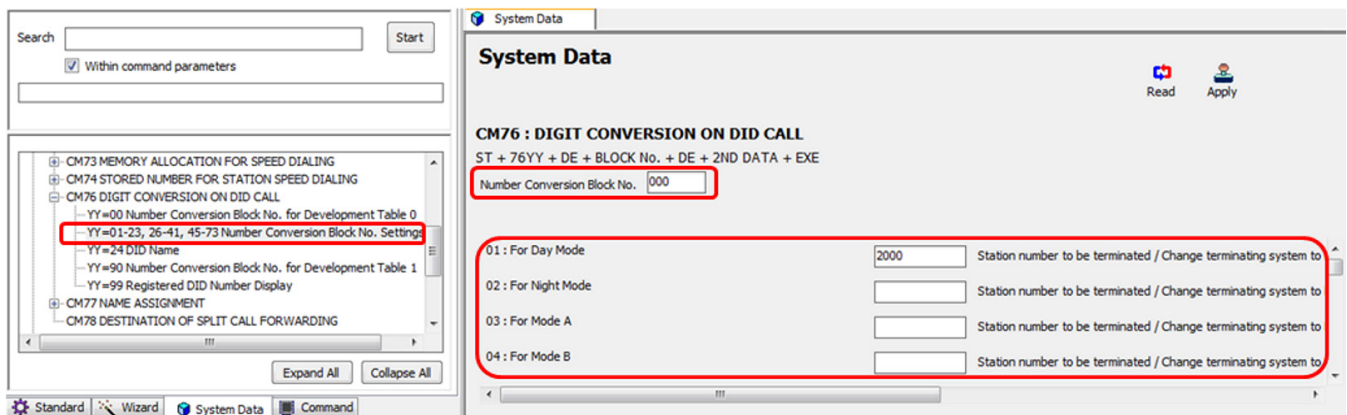 Search
Start
Within command parameters
CM73 MEMORY ALLOCATION FOR SPEED DIALING
CM74 STORED NUMBER FOR STATION SPEED DIALING
CM76 DIGIT CONVERSION ON DID CALL
YY=00 Number Conversion Block No. for Development Table 0
YY=01-23, 26-41, 45-73 Number Conversion Block No. Settings
YY=24 DID Name
YY=90 Number Conversion Block No. for Development Table 1
YY=99 Registered DID Number Display
CM77 NAME ASSIGNMENT
CM78 DESTINATION OF SPLIT CALL FORWARDING
Expand All Collapse All
Standard Wizard System Data Command
System Data
System Data
Read Apply
CM76 : DIGIT CONVERSION ON DID CALL
ST + 76YY + DE + BLOCK No. + DE + 2ND DATA + EXE
Number Conversion Block No. 000
01 : For Day Mode 2000 Station number to be terminated / Change terminating system to
02 : For Night Mode Station number to be terminated / Change terminating system to
03 : For Mode A Station number to be terminated / Change terminating system to
04 : For Mode B Station number to be terminated / Change terminating system to